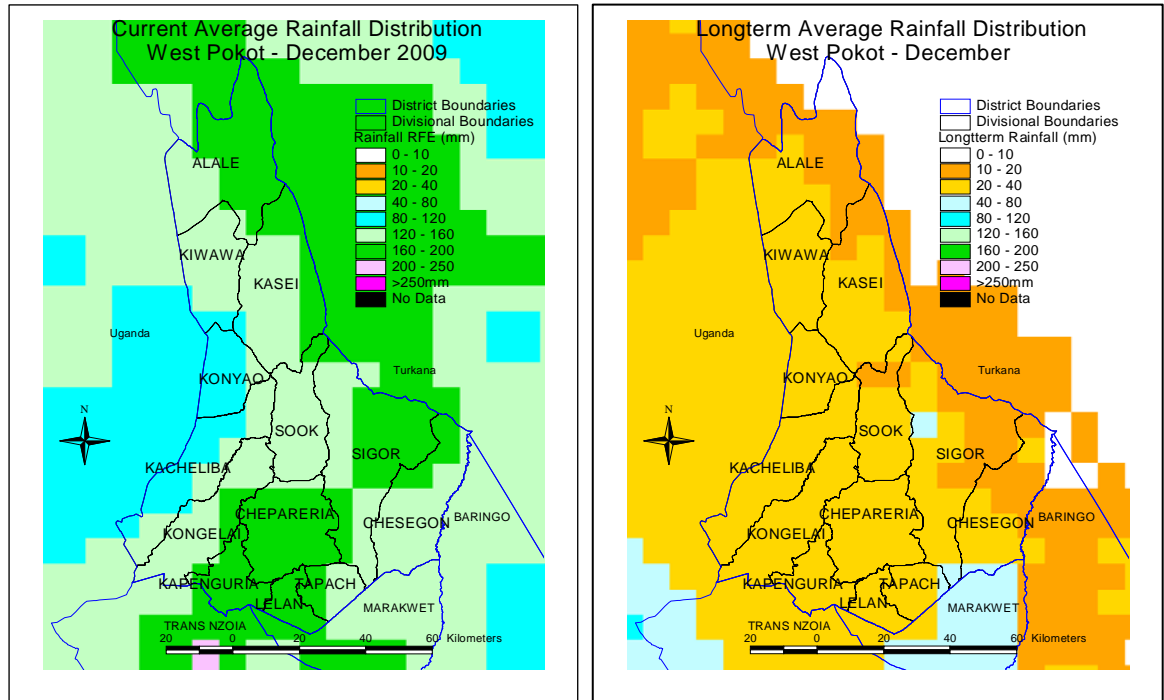 Current Average Rainfall Distribution
West Pokot - December 2009
District Boundaries
Divisional Boundaries
Rainfall RFE (mm)
0 - 10
10 - 20
20 - 40
40 - 80
80 - 120
120 - 160
160 - 200
200 - 250
>250mm
No Data
ALALE
KIWAWA
KASEI
Uganda
KONYAO
Turkana
N
SOOK
SIGOR
KACHELIBA
CHEPARERIA
CHESEGON
BARINGO
KONGELAI
KAPENGURIA
TAPACH
LELAN
MARAKWET
TRANS NZOIA
20 0 20 40 60 Kilometers
Longterm Average Rainfall Distribution
West Pokot - December
District Boundaries
Divisional Boundaries
Longtterm Rainfall (mm)
0 - 10
10 - 20
20 - 40
40 - 80
80 - 120
120 - 160
160 - 200
200 - 250
>250mm
No Data
ALALE
KIWAWA
KASEI
Uganda
KONYAO
Turkana
N
SOOK
SIGOR
KACHELIBA
CHEPARERIA
CHESEGON
BARINGO
KONGELAI
KAPENGURIA
TAPACH
LELAN
MARAKWET
TRANS NZOIA
20 0 20 40 60 Kilometers